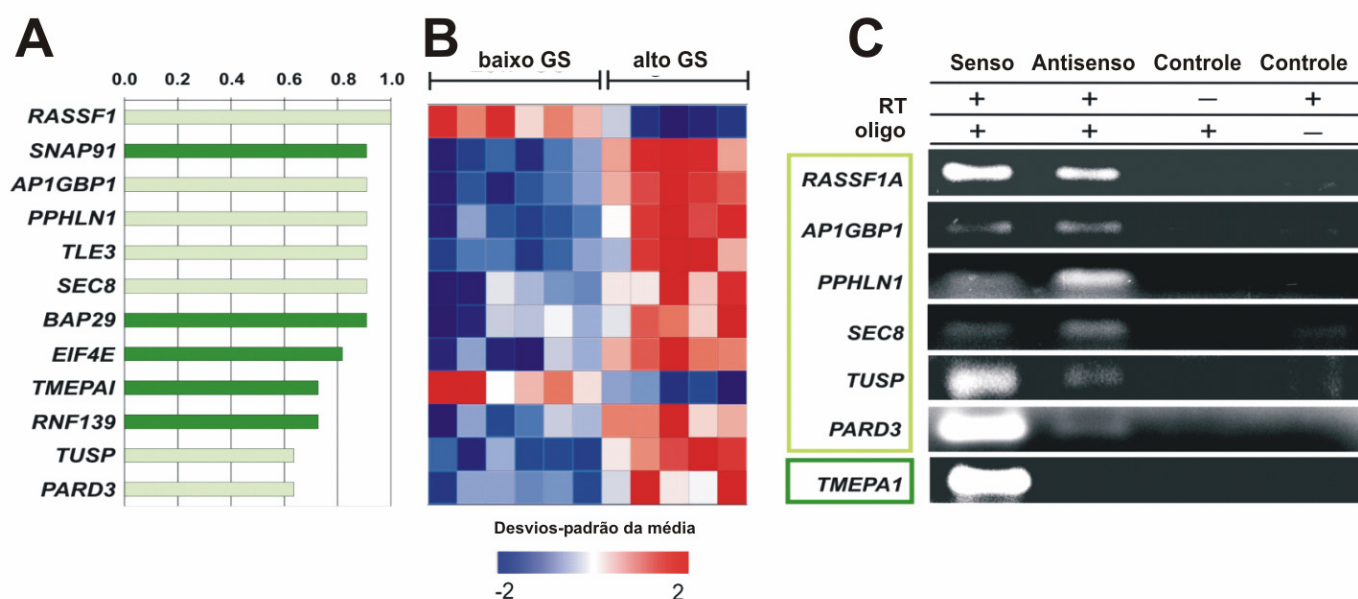 A
0.0 0.2 0.4 0.6 0.8 1.0
RASSF1
SNAP91
AP1GBP1
PPHLN1
TLE3
SEC8
BAP29
EIF4E
TMEPAI
RNF139
TUSP
PARD3
B
baixo GS alto GS
Desvios-padrão da média
-2 2
C
Senso Antisenso Controle Controle
RT + + − +
oligo + + + −
RASSF1A
AP1GBP1
PPHLN1
SEC8
TUSP
PARD3
TMEPA1